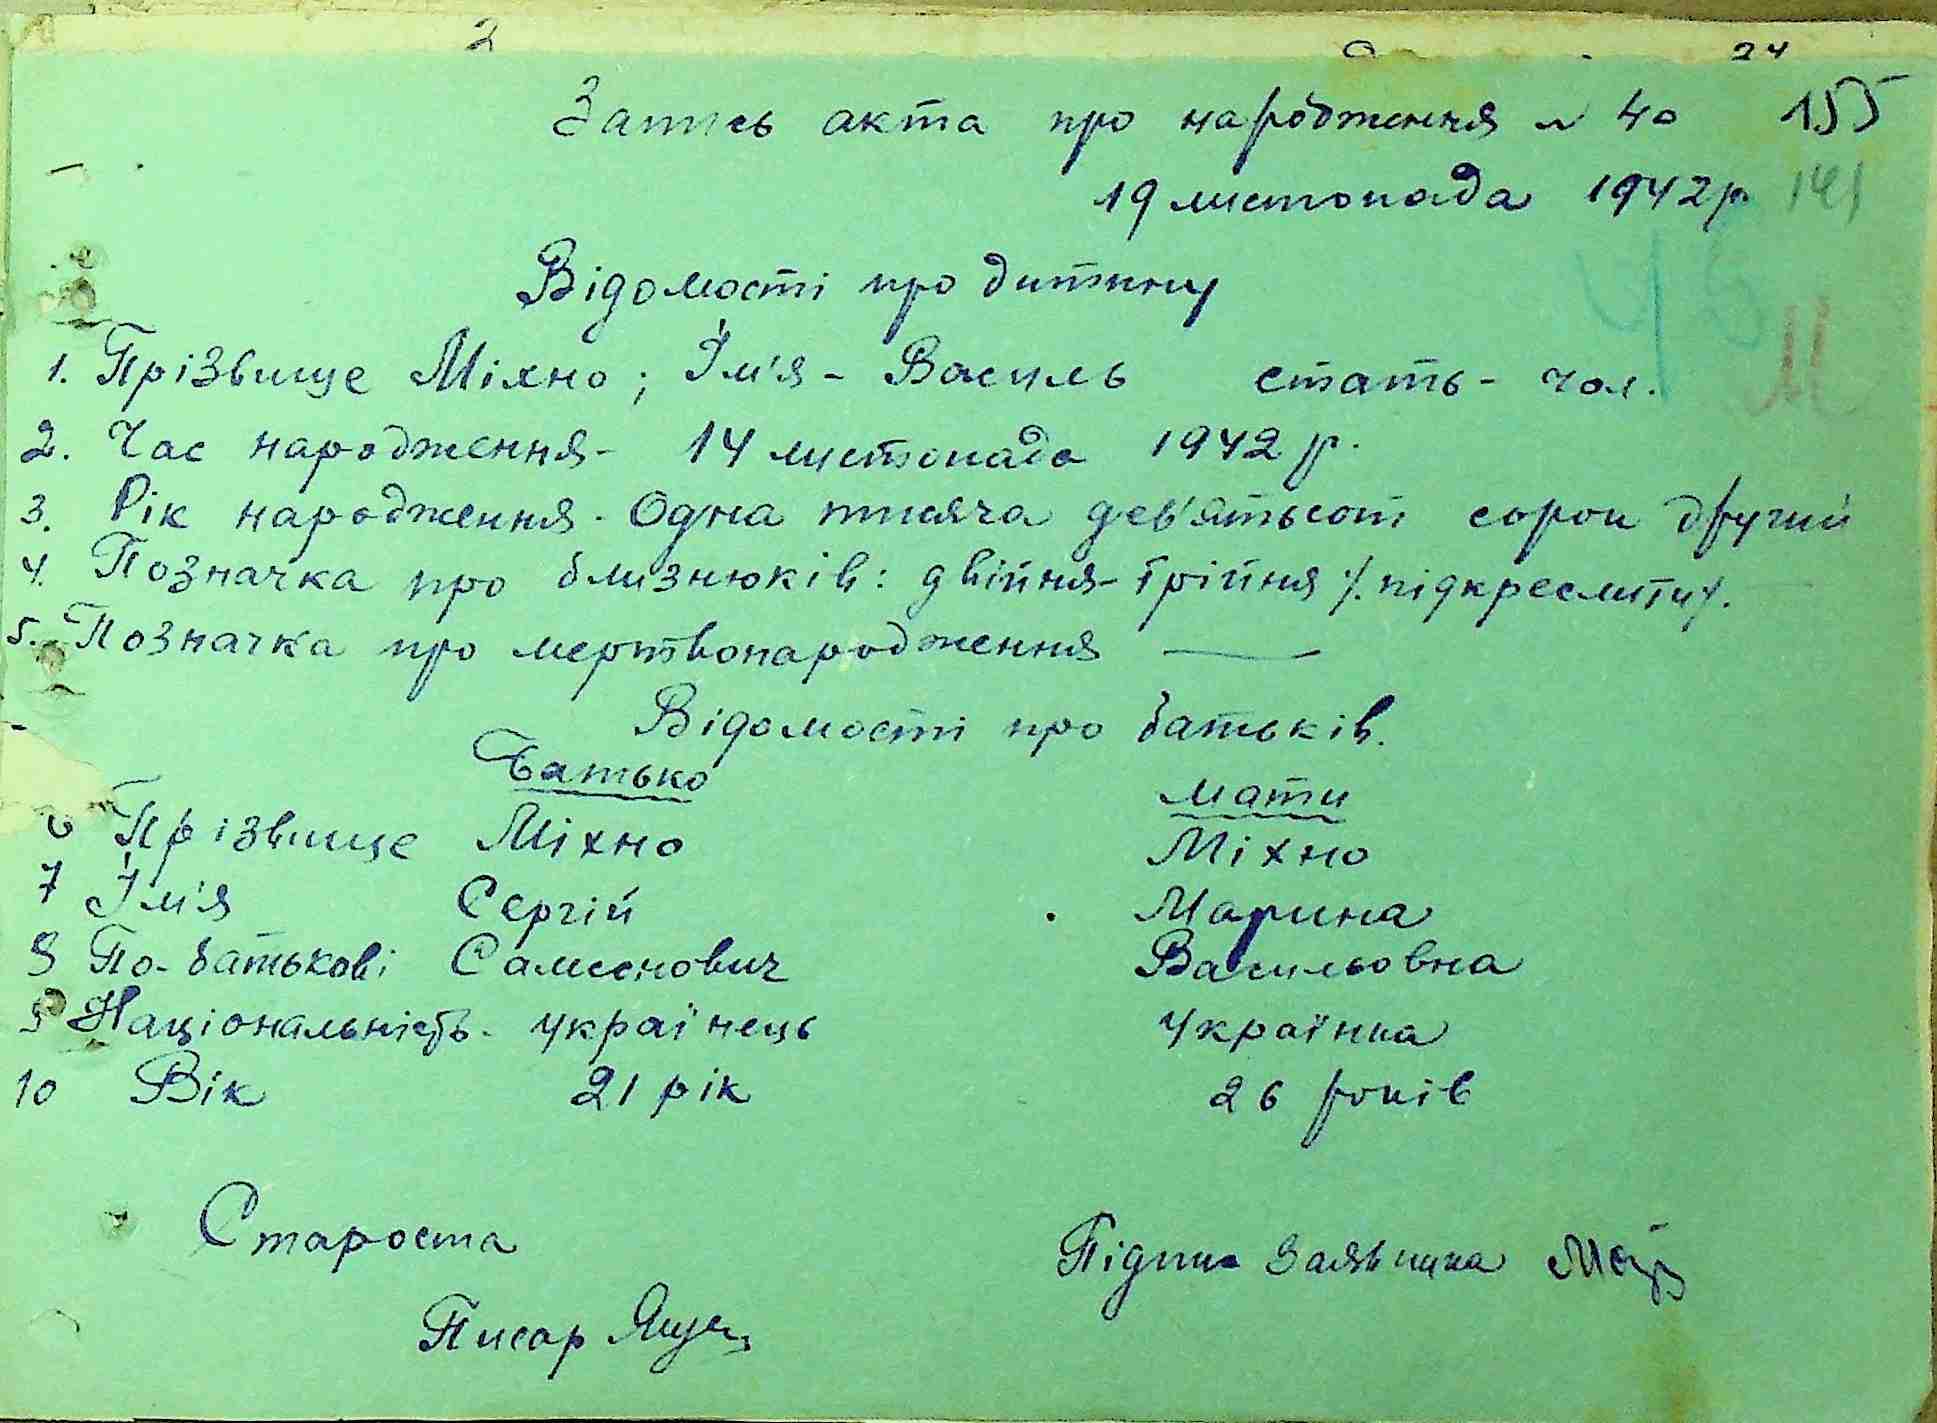 2
24
Запись акта про народження N 40 155
19 листопада 1942 р. 141
Відомості про дитину
1. Прізвище Міхно; Ім'я - Василь стать - чол.
2. Час народження - 14 листопада 1942 р.
3. Рік народження - Одна тисяча дев'ятьсот сорок другий
4. Позначка про близнюків: двійня - трійня /. підкреслити/.
5. Позначка про мертвонародження —
Відомості про батьків.
Батько мати
6 Прізвище Міхно Міхно
7 Ім'я Сергій Марина
8 По-батькові Саменович Васильовна
9 Національність - українець українка
10 Вік 21 рік 26 років
Староста
Підпис заявника
Писар